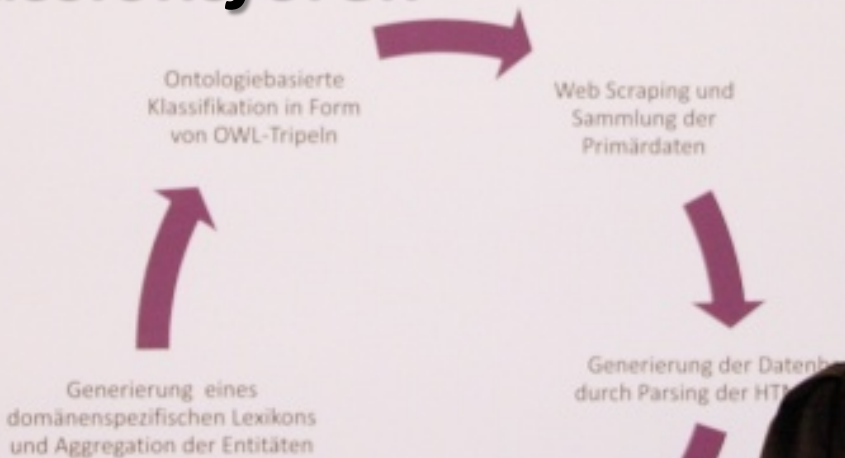 Ontologiebasierte
Klassifikation in Form
von OWL-Tripeln
Web Scraping und
Sammlung der
Primärdaten
Generierung der
durch Parsing der
Generierung eines
domänenspezifischen Lexikons
und Aggregation der Entitäten